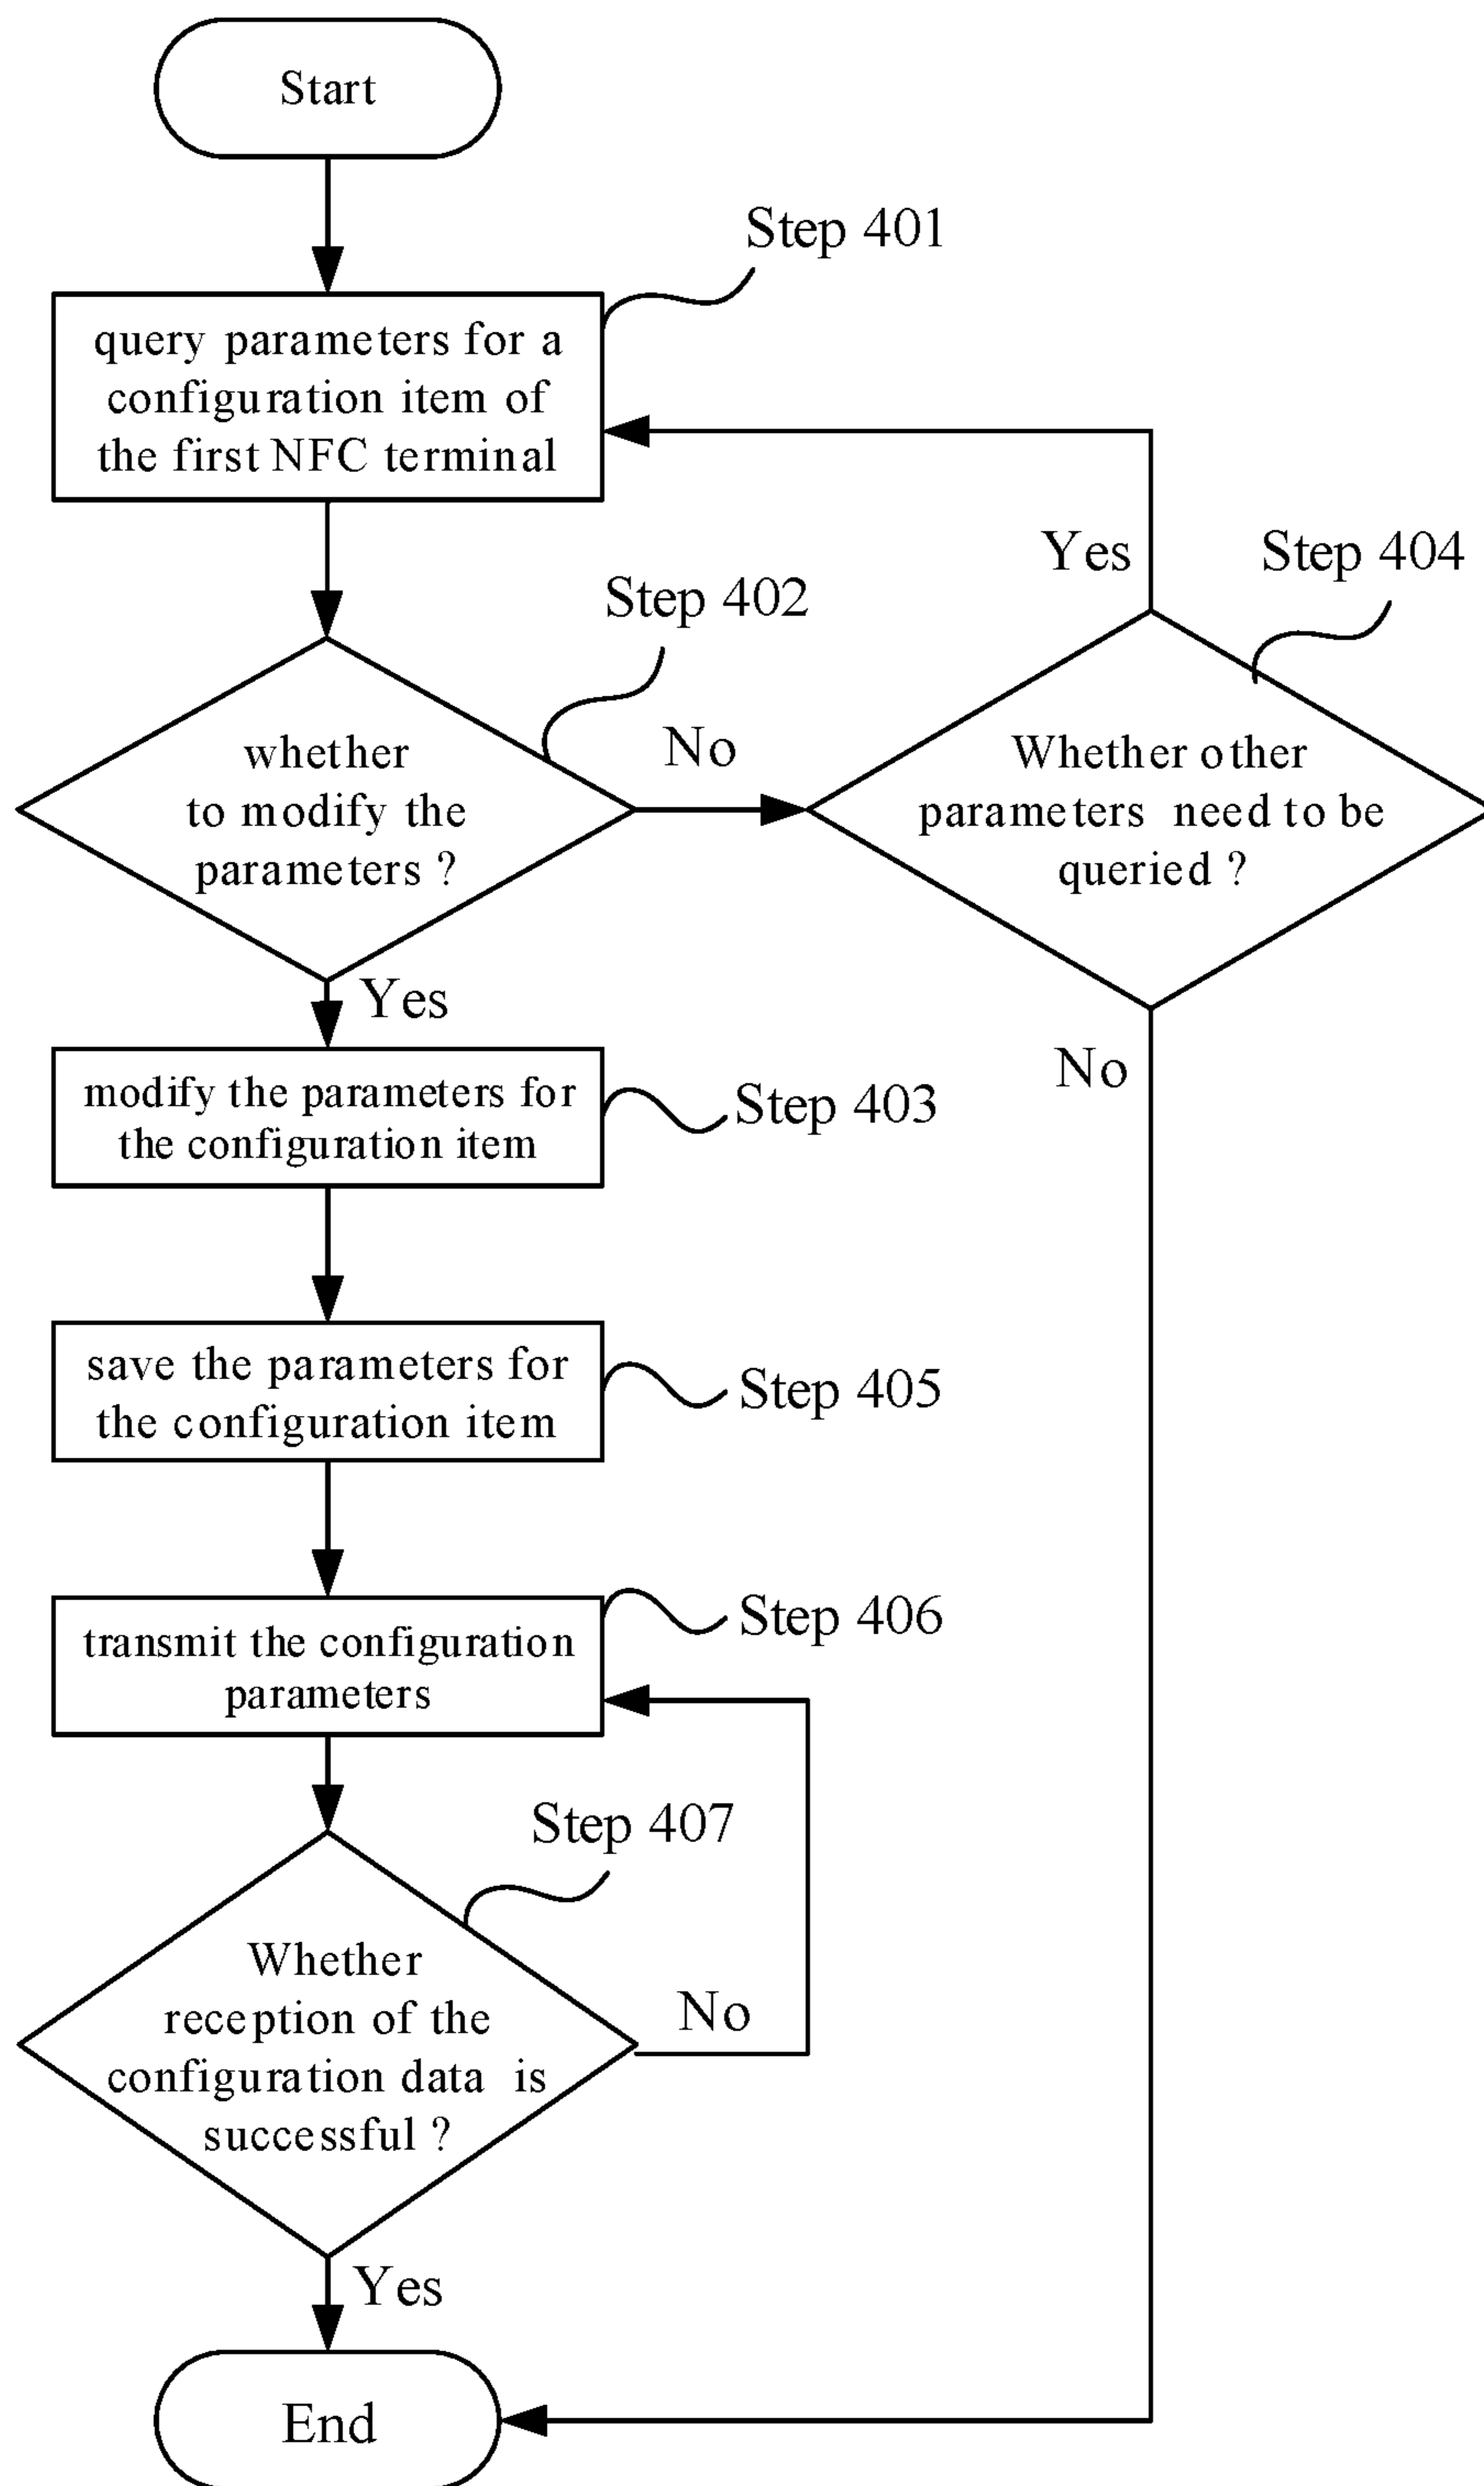 Start
Step 401
query parameters for a
configuration item of
the first NFC terminal
Yes
Step 404
Step 402
whether
to modify the
parameters ?
No
Whether other
parameters need to be
queried ?
Yes
No
modify the parameters for
the configuration item
Step 403
save the parameters for
the configuration item
Step 405
transmit the configuration
parameters
Step 406
Step 407
Whether
reception of the
configuration data is
successful ?
No
Yes
End